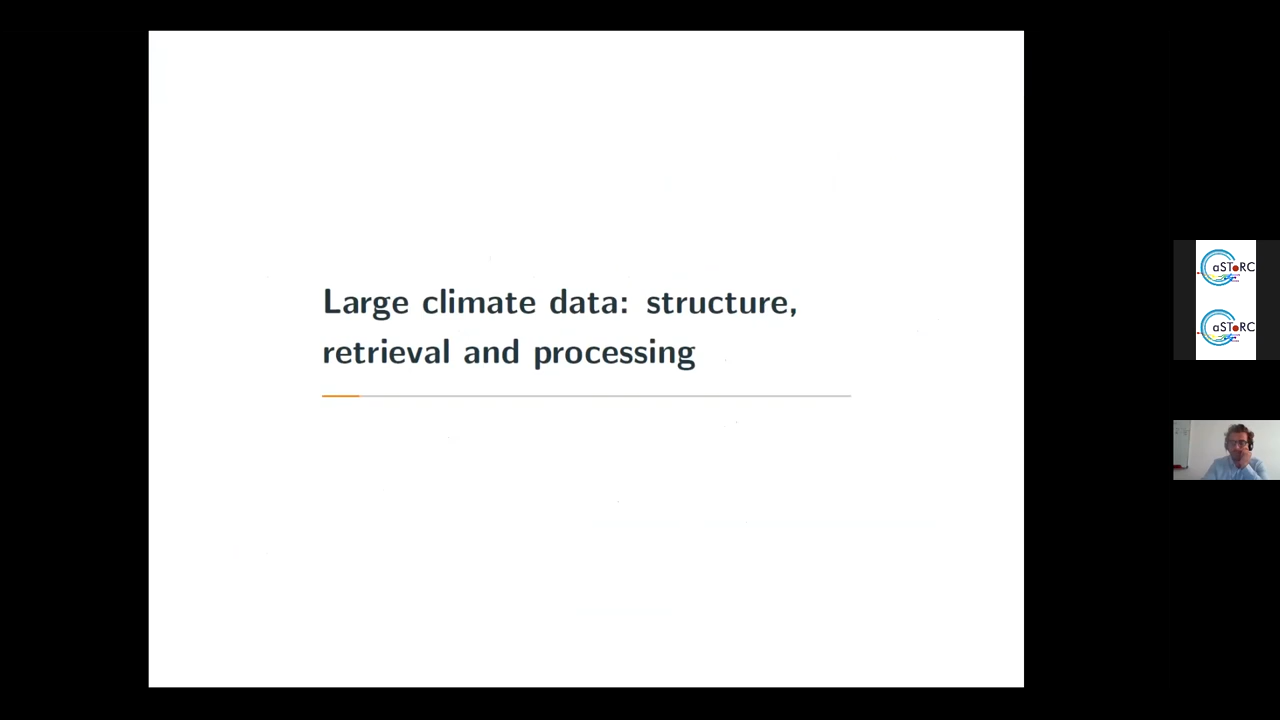 Large climate data: structure,
retrieval and processing
aSToRC
aSToRC